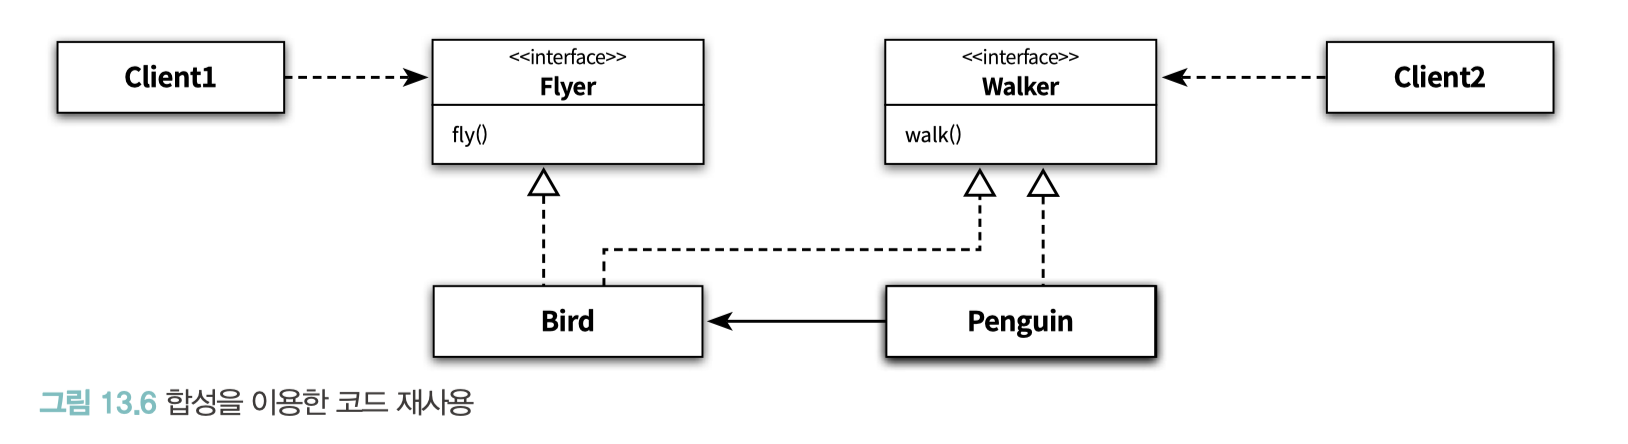 Client1
<<interface>>
Flyer
fly()
<<interface>>
Walker
walk()
Client2
Bird
Penguin
그림 13.6 합성을 이용한 코드 재사용